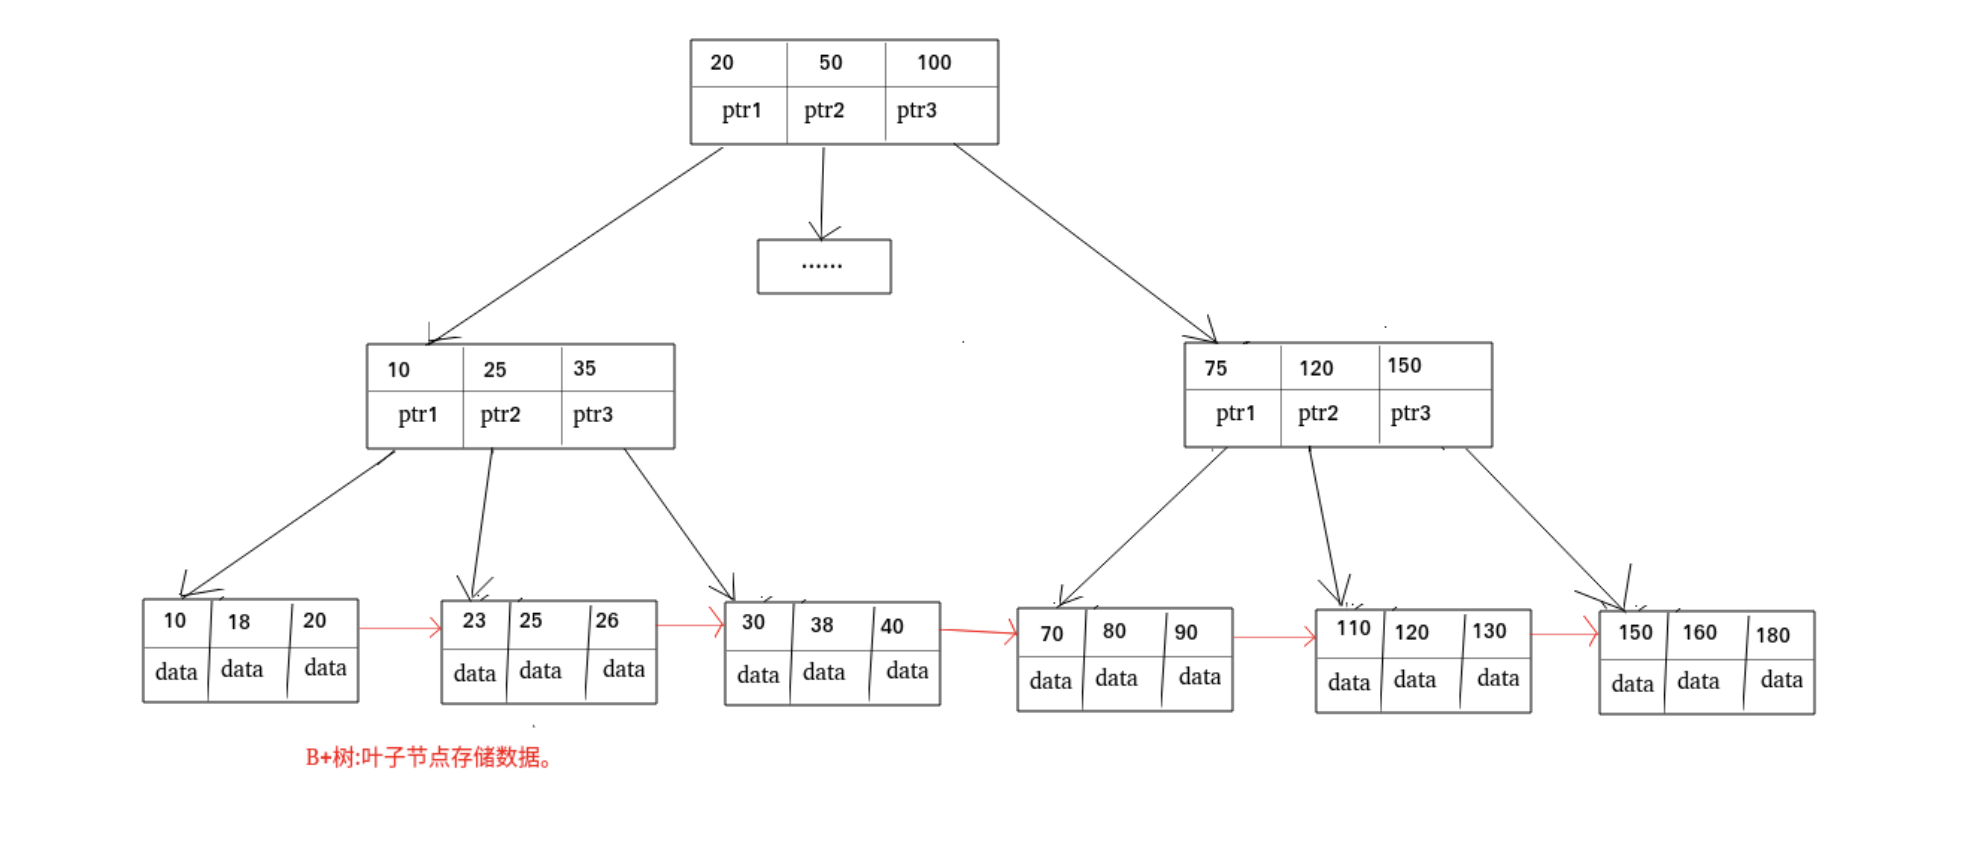 20 50 100
ptr1 ptr2 ptr3
......
10 25 35
ptr1 ptr2 ptr3
75 120 150
ptr1 ptr2 ptr3
10 18 20
data data data
23 25 26
data data data
30 38 40
data data data
70 80 90
data data data
110 120 130
data data data
150 160 180
data data data
B+树:叶子节点存储数据。